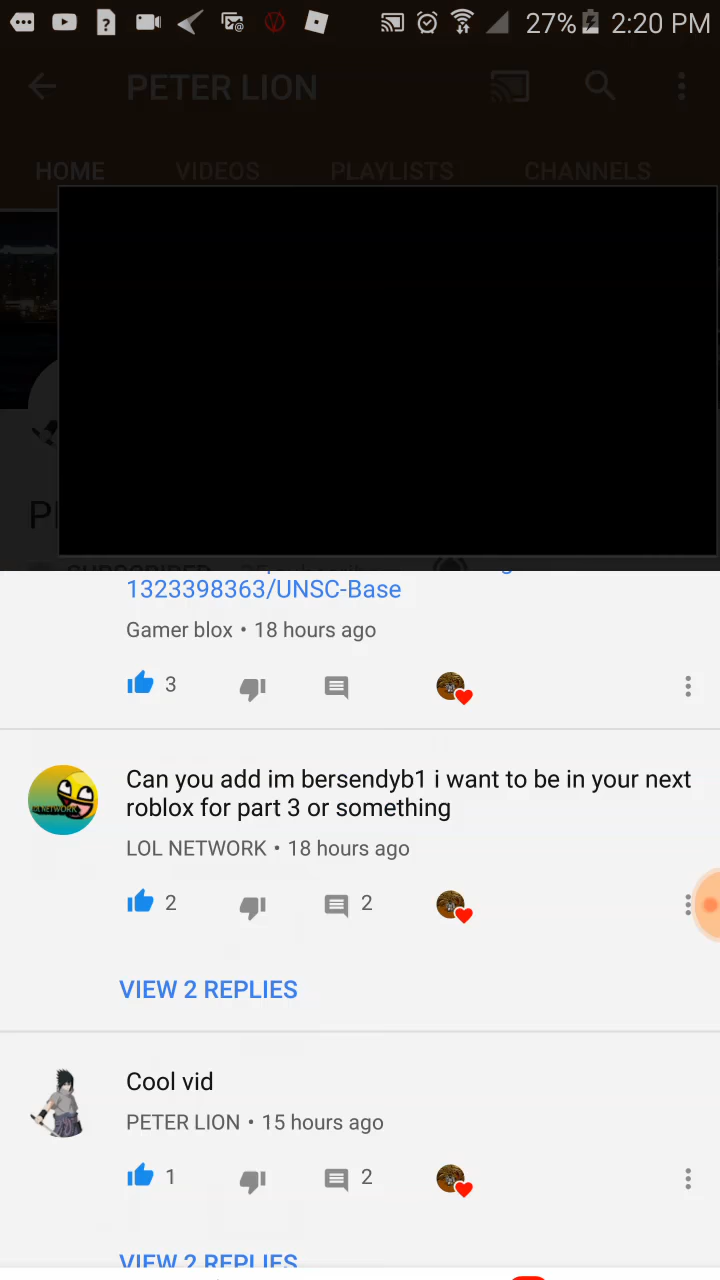 27% 2:20 PM
PETER LION
HOME VIDEOS PLAYLISTS CHANNELS
1323398363/UNSC-Base
Gamer blox • 18 hours ago
3
Can you add im bersendyb1 i want to be in your next
roblox for part 3 or something
LOL NETWORK • 18 hours ago
2 2
VIEW 2 REPLIES
Cool vid
PETER LION • 15 hours ago
1 2
VIEW 2 REPLIES